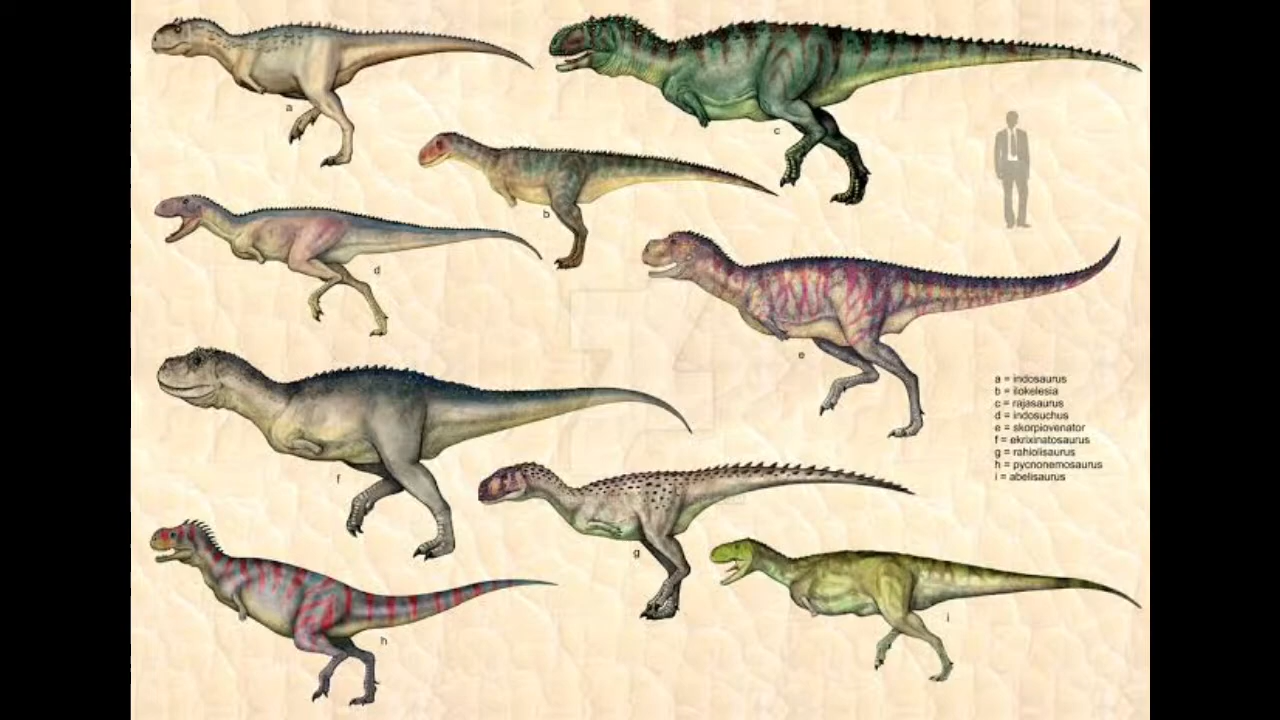 a
c
b
d
e
f
g
h
i
a = indosaurus
b = ilokelesia
c = rajasaurus
d = indosuchus
e = skorpiovenator
f = ekrixinatosaurus
g = rahiolisaurus
h = pycnonemosaurus
i = abelisaurus